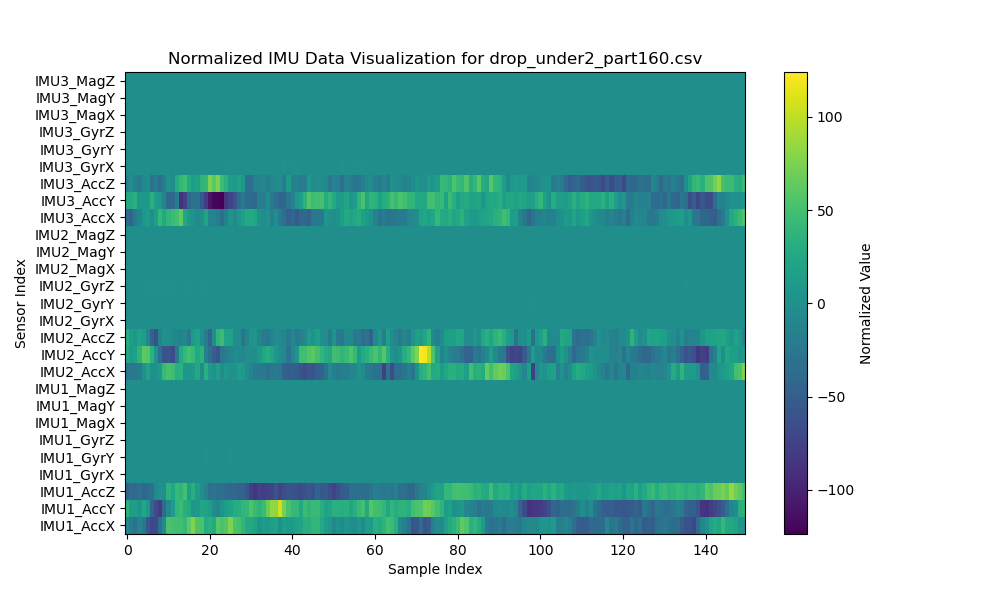 Normalized IMU Data Visualization for drop_under2_part160.csv
IMU3_MagZ
IMU3_MagY
IMU3_MagX
IMU3_GyrZ
IMU3_GyrY
IMU3_GyrX
IMU3_AccZ
IMU3_AccY
IMU3_AccX
IMU2_MagZ
IMU2_MagY
IMU2_MagX
IMU2_GyrZ
IMU2_GyrY
IMU2_GyrX
IMU2_AccZ
IMU2_AccY
IMU2_AccX
IMU1_MagZ
IMU1_MagY
IMU1_MagX
IMU1_GyrZ
IMU1_GyrY
IMU1_GyrX
IMU1_AccZ
IMU1_AccY
IMU1_AccX
Sensor Index
0 20 40 60 80 100 120 140
Sample Index
100
50
0
−50
−100
Normalized Value